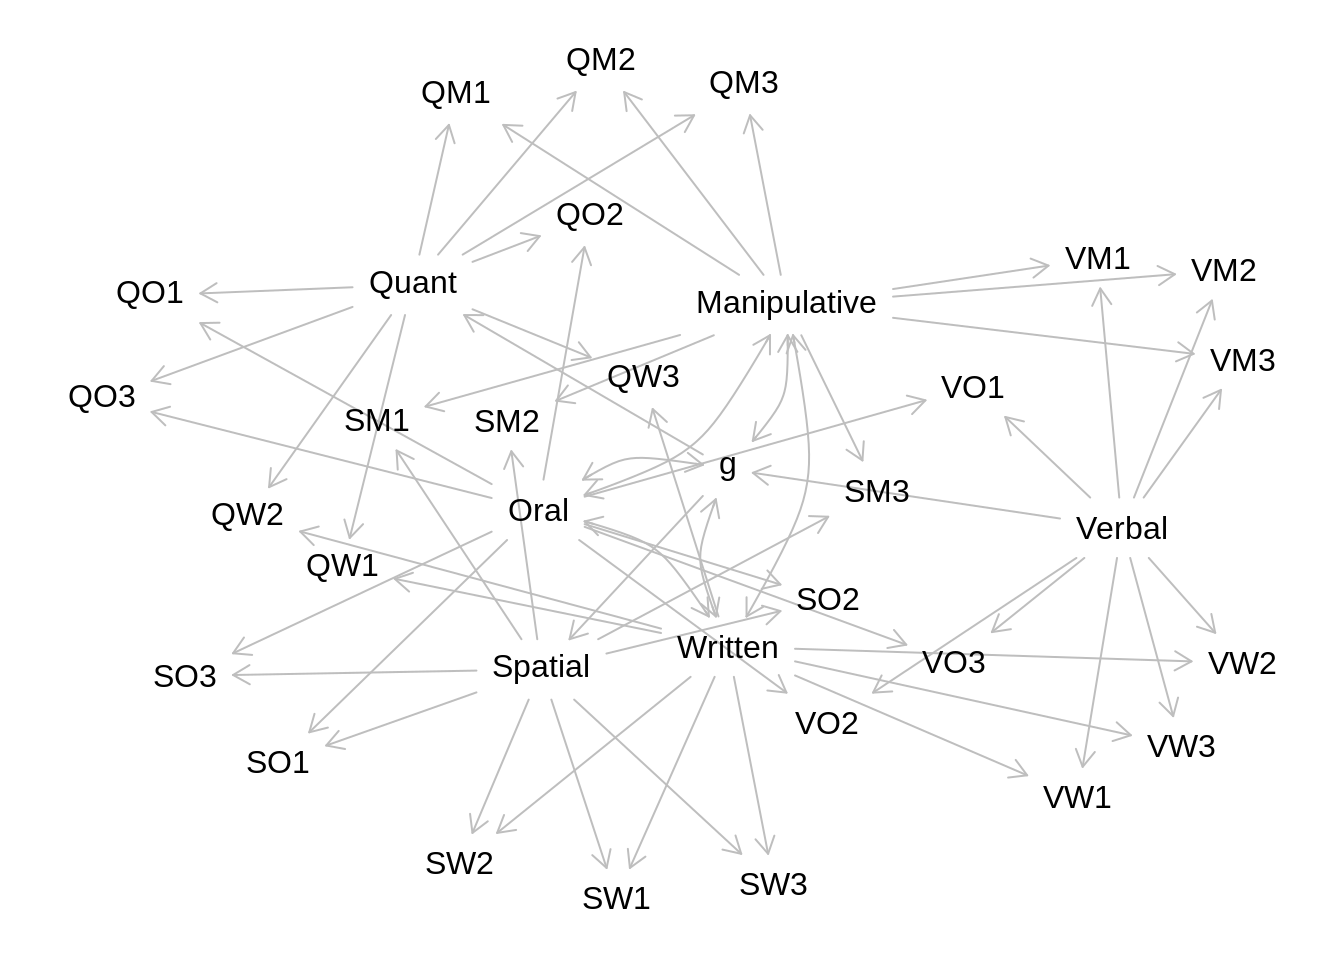 QM2
QM3
QM1
QO2
VM1
VM2
Quant
QO1
Manipulative
VM3
QW3
VO1
QO3
SM1
SM2
g
SM3
Oral
QW2
Verbal
QW1
SO2
Written
VO3
VW2
Spatial
SO3
VO2
VW3
SO1
VW1
SW2
SW3
SW1